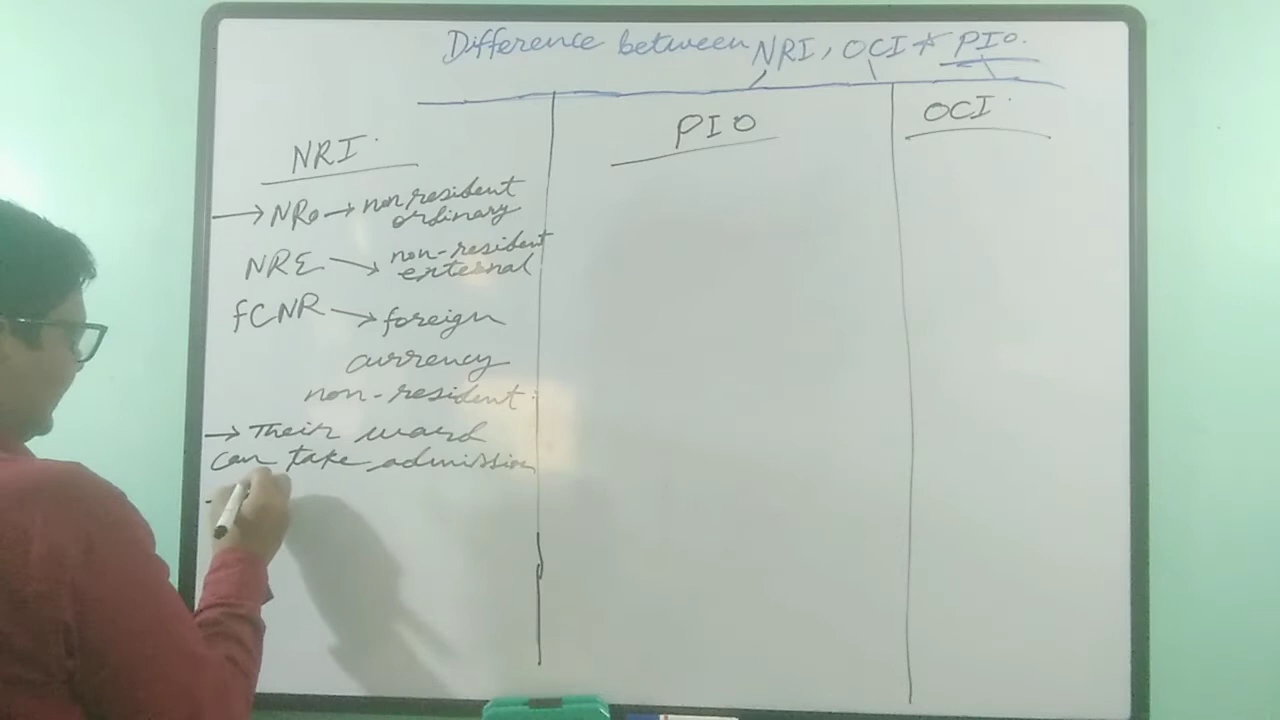 Difference between NRI, OCI & PIO.
NRI
→ NRO → non resident
ordinary
NRE → non-resident
external
FCNR → foreign
currency
non-resident.
→ Their ward
can take admission
PIO
OCI